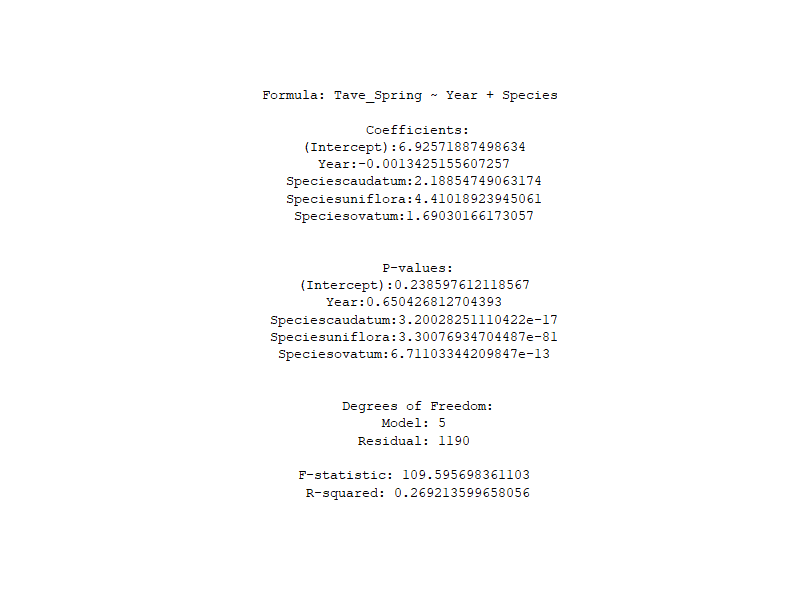 Formula: Tave_Spring ~ Year + Species
Coefficients:
(Intercept):6.92571887498634
Year:-0.0013425155607257
Speciescaudatum:2.18854749063174
Speciesuniflora:4.41018923945061
Speciesovatum:1.69030166173057
P-values:
(Intercept):0.238597612118567
Year:0.650426812704393
Speciescaudatum:3.20028251110422e-17
Speciesuniflora:3.30076934704487e-81
Speciesovatum:6.71103344209847e-13
Degrees of Freedom:
Model: 5
Residual: 1190
F-statistic: 109.595698361103
R-squared: 0.269213599658056